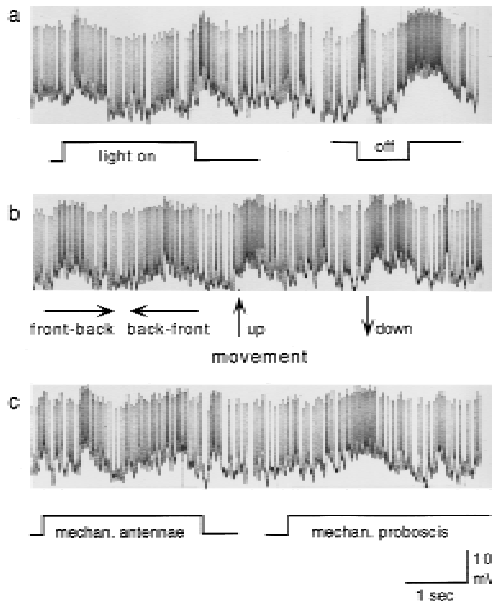 a
light on
off
b
front-back back-front up down
movement
c
mechan. antennae mechan. proboscis
10
mV
1 sec